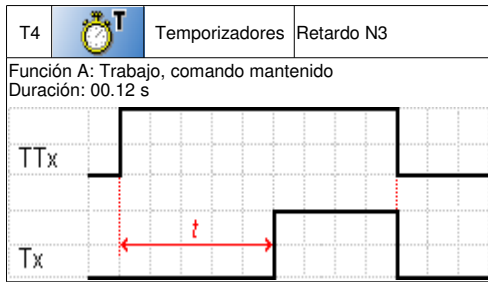 T4 T Temporizadores Retardo N3
Función A: Trabajo, comando mantenido
Duración: 00.12 s
TTx
t
Tx